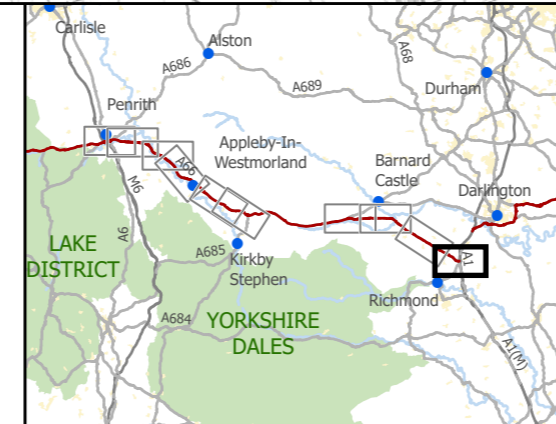 Carlisle
Alston
A686
A689
A68
Durham
Penrith
Appleby-In-
Westmorland
A66
Barnard
Castle
Darlington
M6
A6
LAKE
DISTRICT
A685
Kirkby
Stephen
A1
Richmond
A684
YORKSHIRE
DALES
A1(M)